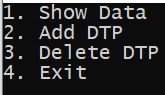 1. Show Data
2. Add DTP
3. Delete DTP
4. Exit